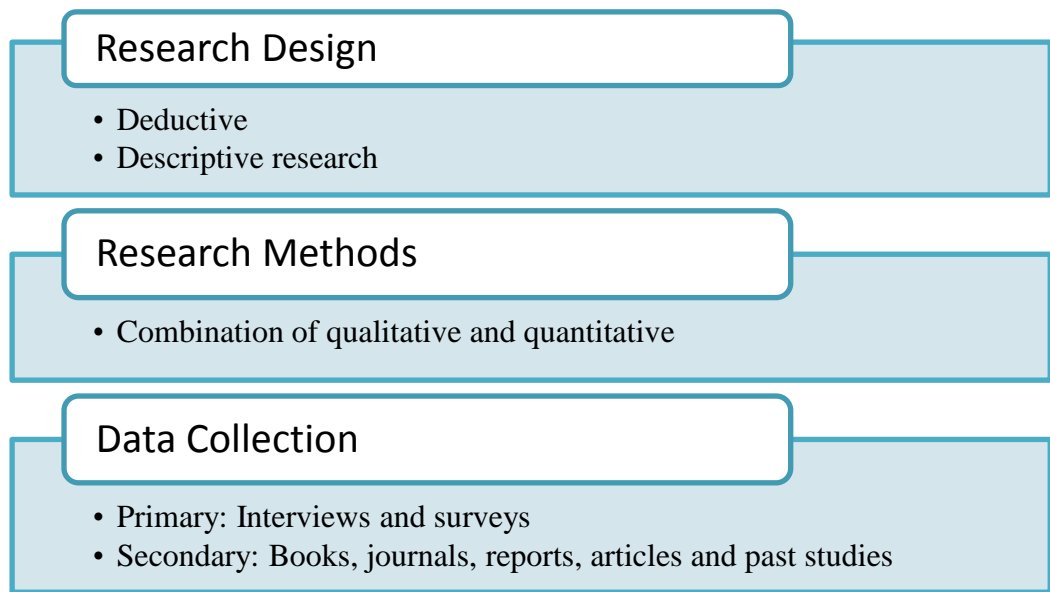 Research Design
• Deductive
• Descriptive research
Research Methods
• Combination of qualitative and quantitative
Data Collection
• Primary: Interviews and surveys
• Secondary: Books, journals, reports, articles and past studies